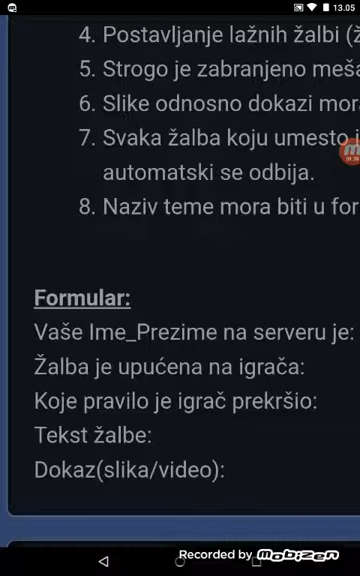 13.05
4. Postavljanje lažnih žalbi (ž
5. Strogo je zabranjeno meša
6. Slike odnosno dokazi mora
7. Svaka žalba koju umesto i
01:29
automatski se odbija.
8. Naziv teme mora biti u for
Formular:
Vaše Ime_Prezime na serveru je:
Žalba je upućena na igrača:
Koje pravilo je igrač prekršio:
Tekst žalbe:
Dokaz(slika/video):
Recorded by mobizen